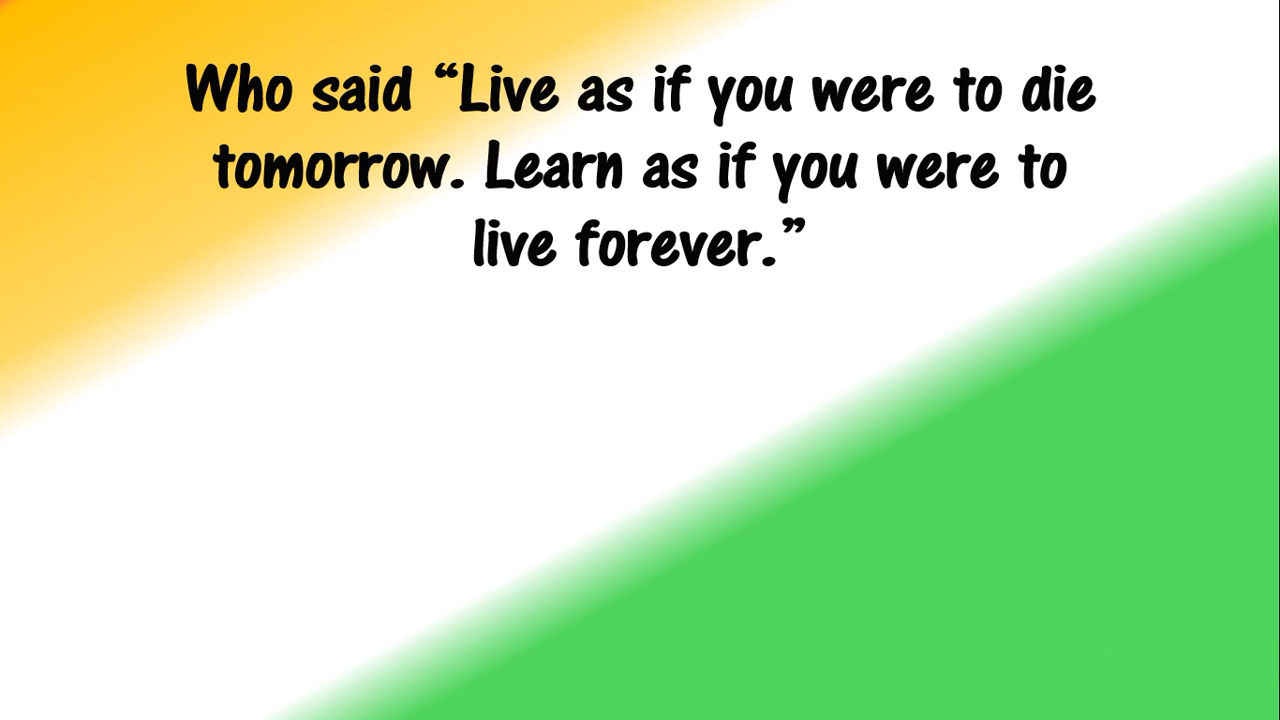 Who said “Live as if you were to die
tomorrow. Learn as if you were to
live forever.”